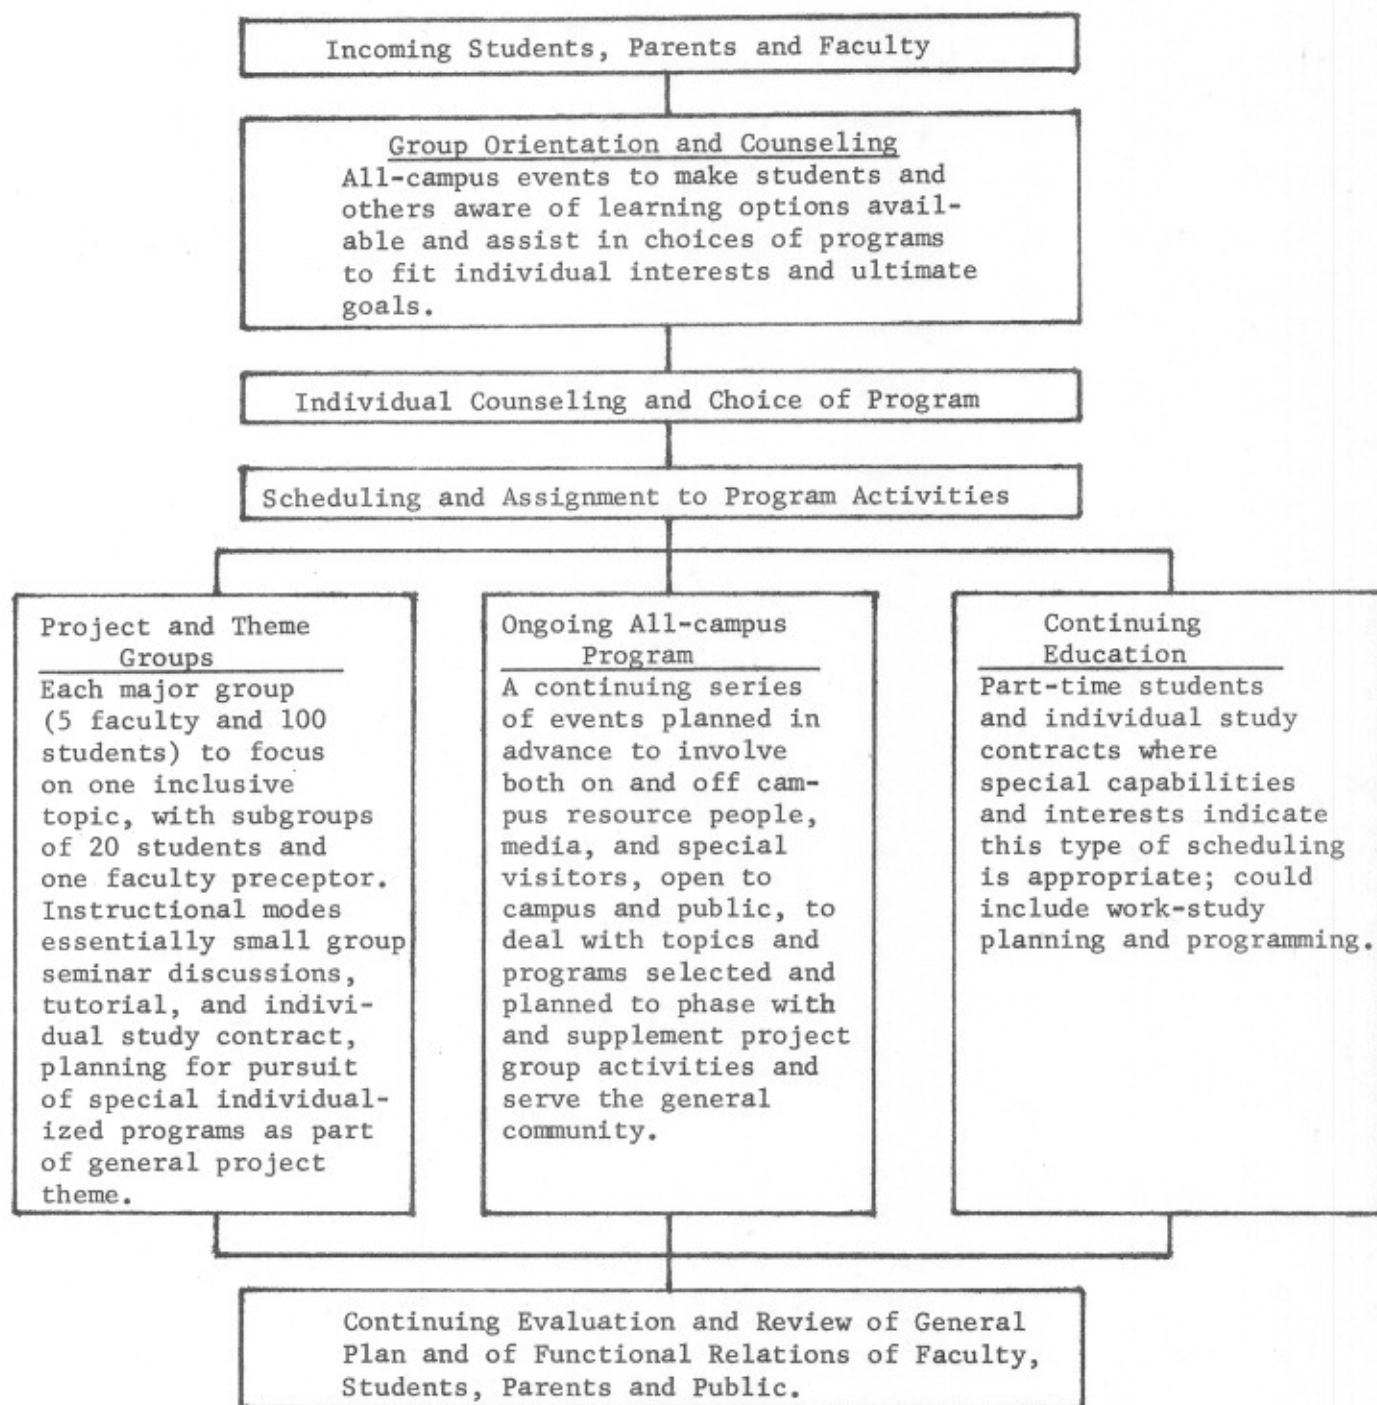 Incoming Students, Parents and Faculty
Group Orientation and Counseling
All-campus events to make students and
others aware of learning options avail-
able and assist in choices of programs
to fit individual interests and ultimate
goals.
Individual Counseling and Choice of Program
Scheduling and Assignment to Program Activities
Project and Theme
Groups
Each major group
(5 faculty and 100
students) to focus
on one inclusive
topic, with subgroups
of 20 students and
one faculty preceptor.
Instructional modes
essentially small group
seminar discussions,
tutorial, and indivi-
dual study contract,
planning for pursuit
of special individual-
ized programs as part
of general project
theme.
Ongoing All-campus
Program
A continuing series
of events planned in
advance to involve
both on and off cam-
pus resource people,
media, and special
visitors, open to
campus and public, to
deal with topics and
programs selected and
planned to phase with
and supplement project
group activities and
serve the general
community.
Continuing
Education
Part-time students
and individual study
contracts where
special capabilities
and interests indicate
this type of scheduling
is appropriate; could
include work-study
planning and programming.
Continuing Evaluation and Review of General
Plan and of Functional Relations of Faculty,
Students, Parents and Public.